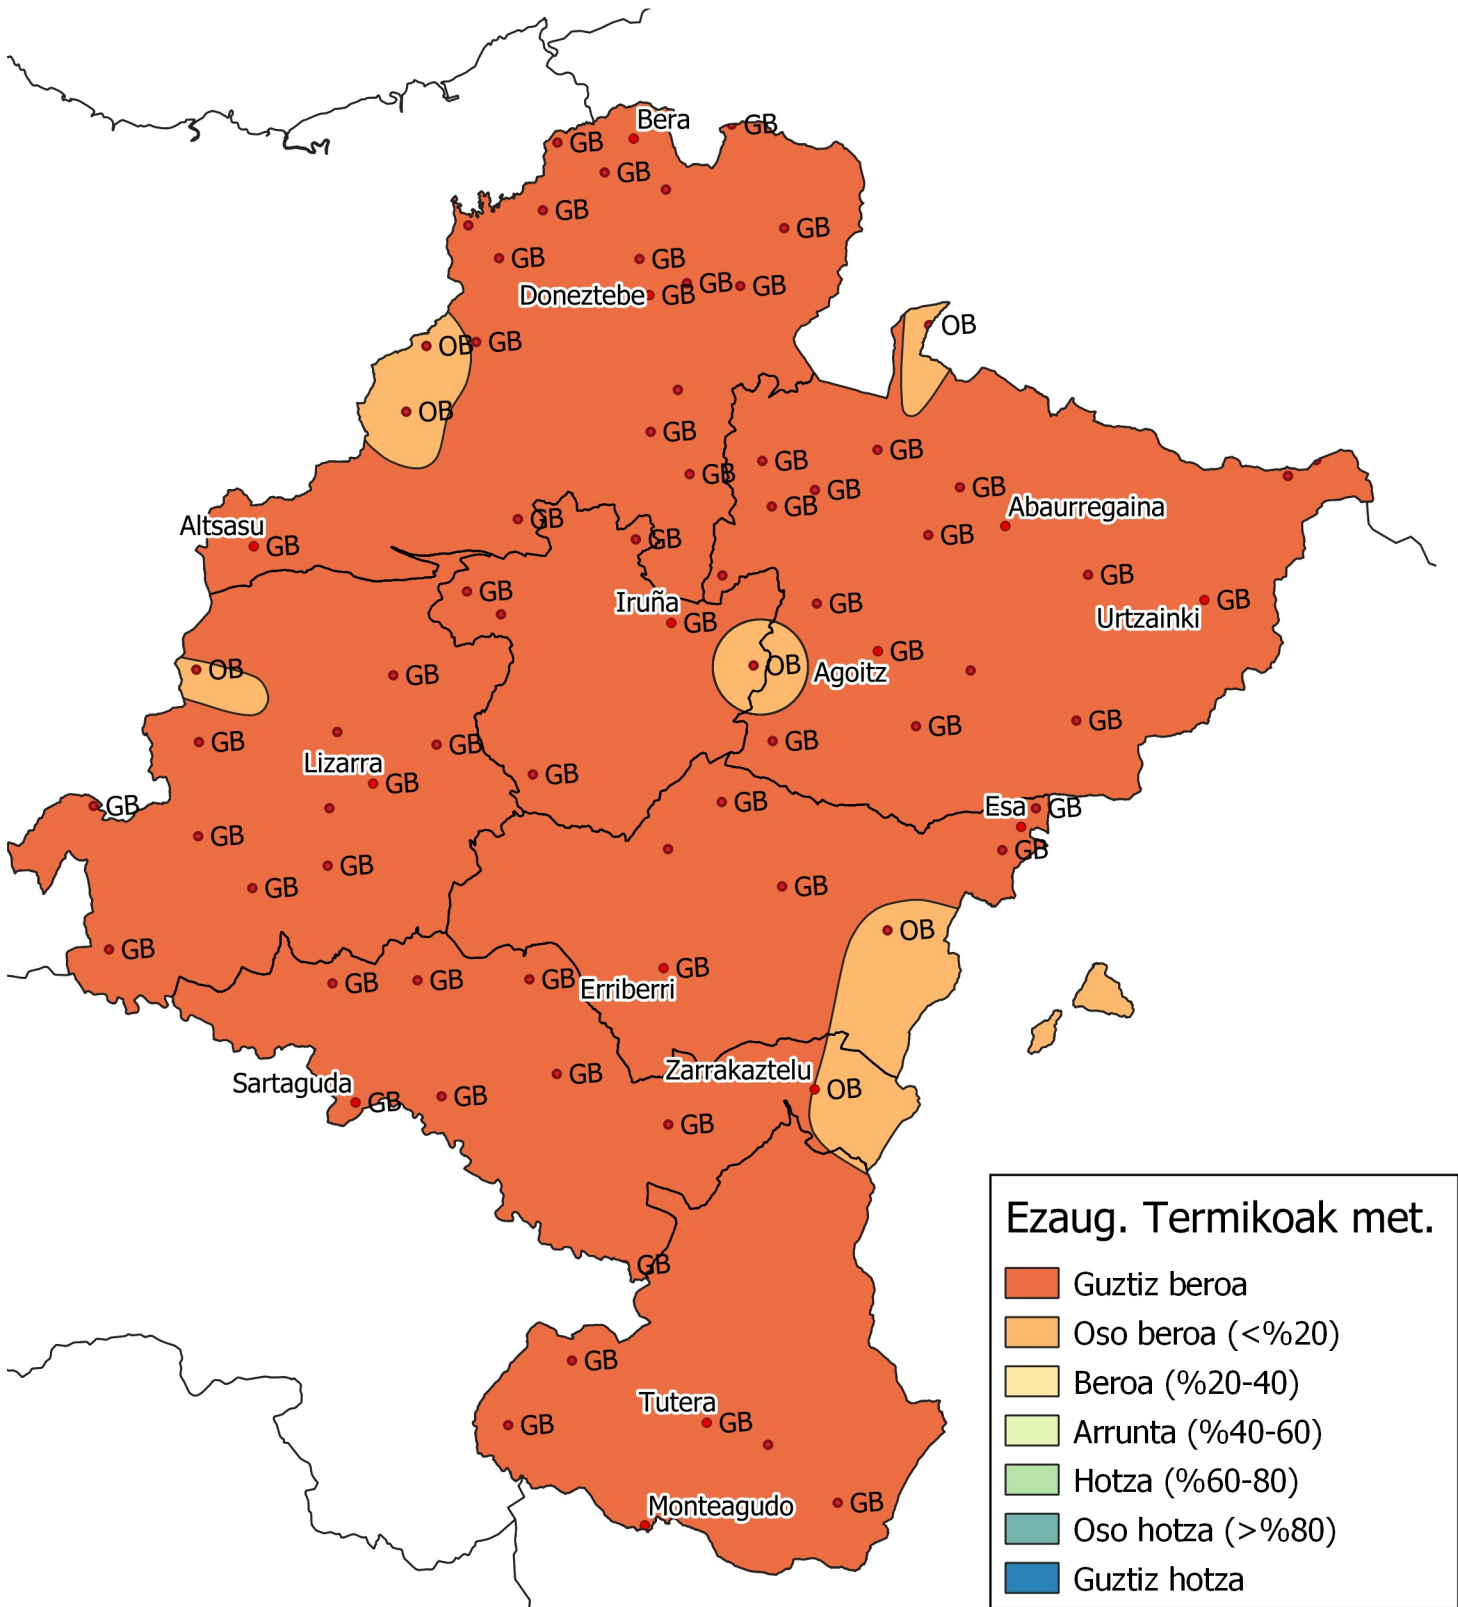 Bera
GB
GB
GB
GB
GB
GB
GB
GB
GB
Doneztebe
GB
OB
OB
GB
OB
GB
GB
GB
GB
GB
GB
GB
GB
Abaurregaina
GB
GB
GB
Altsasu
GB
GB
GB
Iruña
GB
GB
GB
Urtzainki
OB
GB
OB
Agoitz
GB
GB
GB
GB
GB
GB
Lizarra
GB
GB
GB
GB
Esa
GB
GB
GB
GB
GB
GB
OB
GB
GB
GB
GB
Erriberri
GB
Sartaguda
GB
GB
GB
Zarrakaztelu
OB
GB
GB
GB
GB
Tutera
GB
GB
Monteagudo
Ezaug. Termikoak met.
Guztiz beroa
Oso beroa (<%20)
Beroa (%20-40)
Arrunta (%40-60)
Hotza (%60-80)
Oso hotza (>%80)
Guztiz hotza